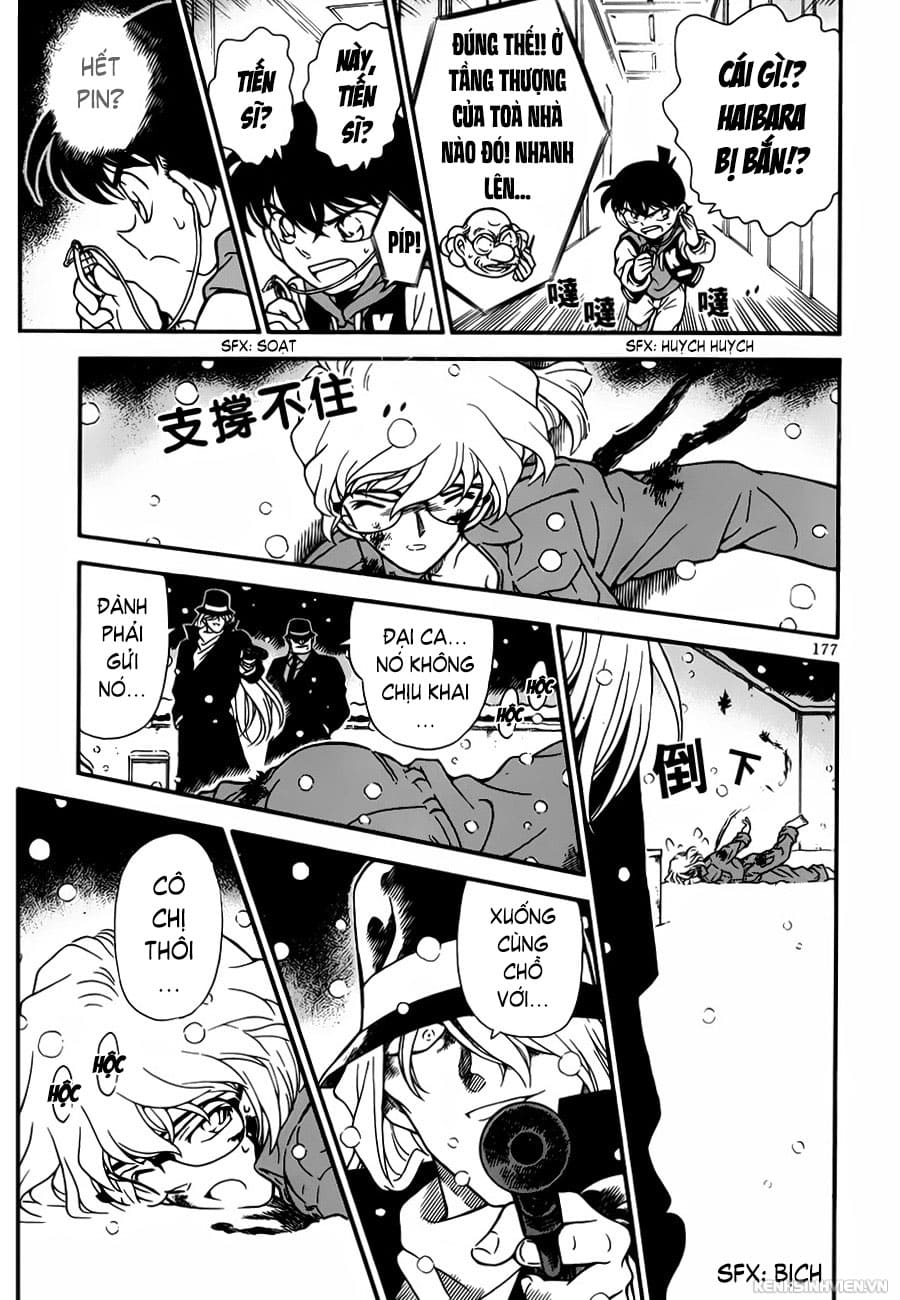 CÁI GÌ!?
HAIBARA
BỊ BẮN!?
ĐÚNG THẾ!! Ở
TẦNG THƯỢNG
CỦA TOÀ NHÀ
NÀO ĐÓ! NHANH
LÊN...
噠
噠
噠
SFX: HUỲCH HUỲCH
NÀY,
TIẾN
SĨ?
TIẾN
SĨ?
PÍP!
SFX: SOẠT
HẾT
PIN?
支撐不住
177
倒下
SFX: BỊCH
ĐẠI CA...
NÓ KHÔNG
CHỊU KHAI
...
HỘC
HỘC
ĐÀNH
PHẢI
GỬI
NÓ...
XUỐNG
CÙNG
CHỖ
VỚI...
CÔ
CHỊ
THÔI
...
HỘC
HỘC
KENHSINHVIEN.VN